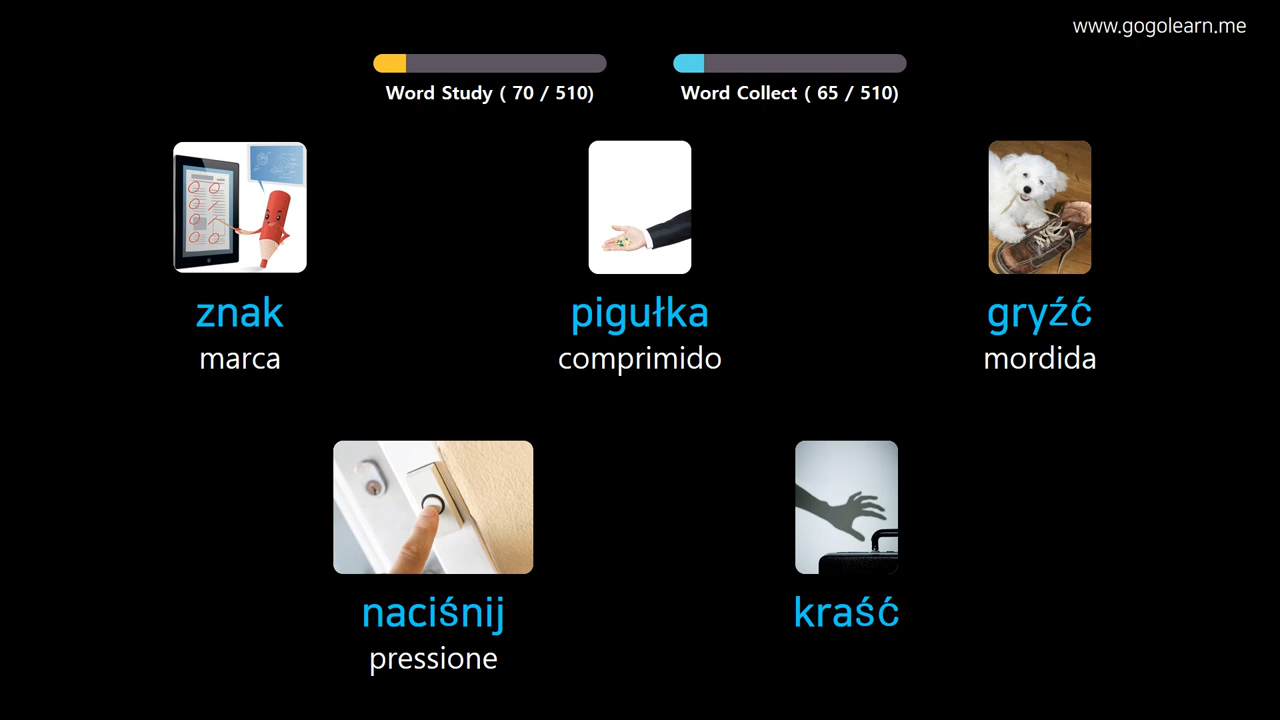 www.gogolearn.me
Word Study ( 70 / 510)
Word Collect ( 65 / 510)
znak
marca
pigułka
comprimido
gryźć
mordida
naciśnij
pressione
kraść